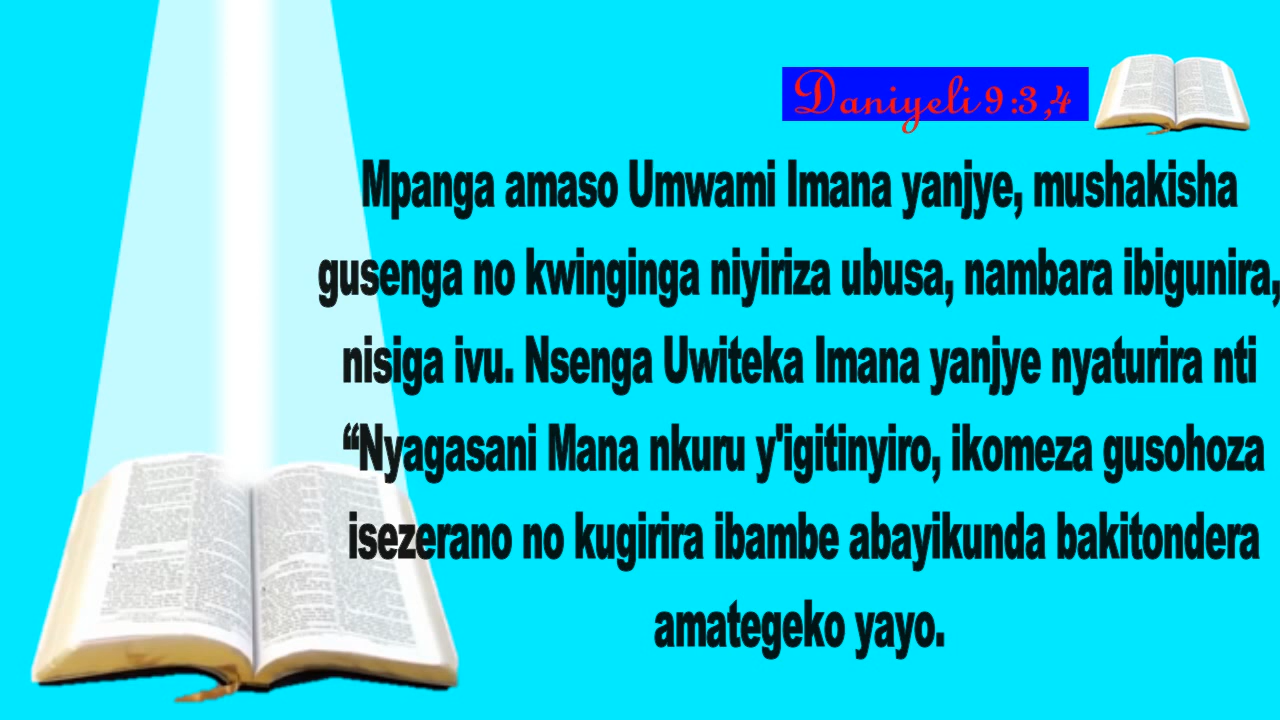 Daniyeli 9:3,4
Mpanga amaso Umwami Imana yanjye, mushakisha
gusenga no kwinginga niyiriza ubusa, nambara ibigunira,
nisiga ivu. Nsenga Uwiteka Imana yanjye nyaturira nti
“Nyagasani Mana nkuru y'igitinyiro, ikomeza gusohoza
isezerano no kugirira ibambe abayikunda bakitondera
amategeko yayo.